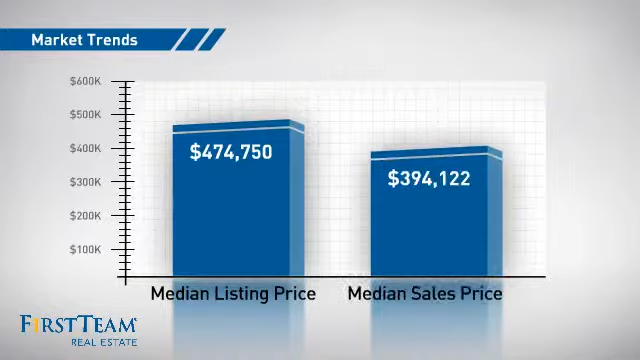 Market Trends
$600K
$500K
$400K
$300K
$200K
$100K
$474,750
$394,122
Median Listing Price
Median Sales Price
FIRSTTEAM®
REAL ESTATE